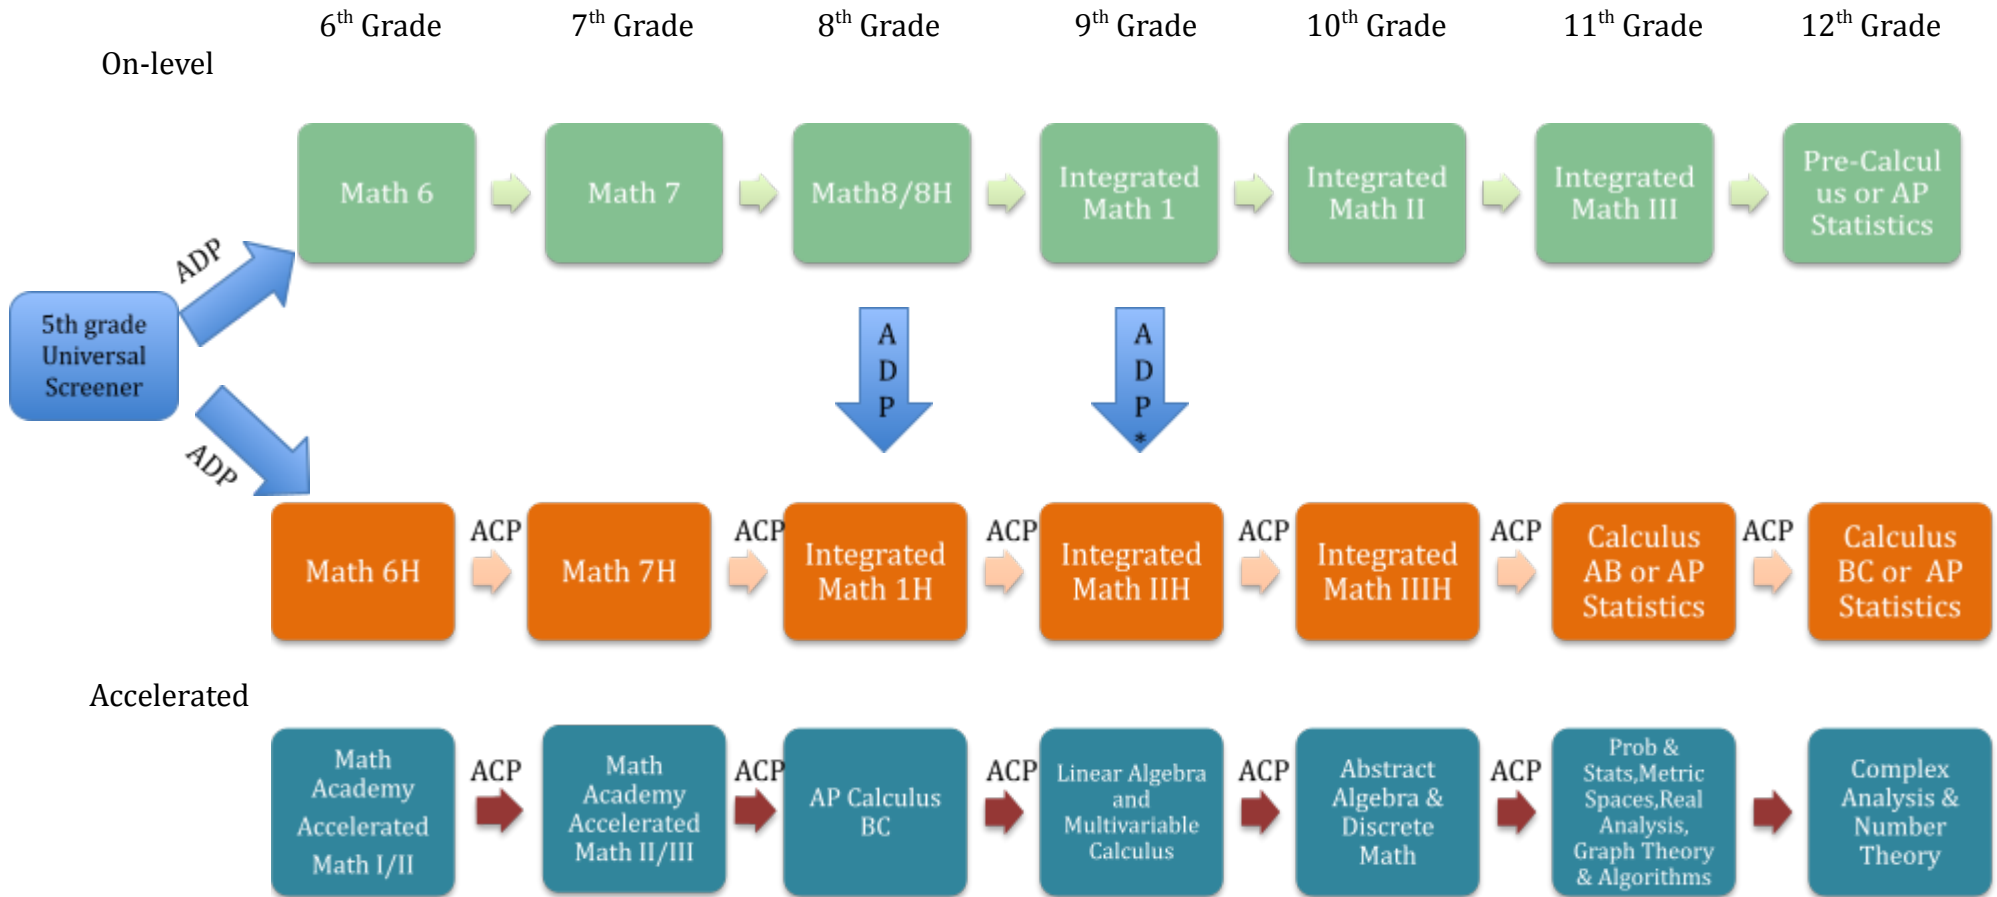 6th Grade
7th Grade
8th Grade
9th Grade
10th Grade
11th Grade
12th Grade
On-level
Math 6
Math 7
Math8/8H
Integrated
Math 1
Integrated
Math II
Integrated
Math III
Pre-Calcul
us or AP
Statistics
ADP
5th grade
Universal
Screener
ADP
A
D
P
A
D
P
*
Math 6H
ACP
Math 7H
ACP
Integrated
Math 1H
ACP
Integrated
Math IIH
ACP
Integrated
Math IIIH
ACP
Calculus
AB or AP
Statistics
ACP
Calculus
BC or AP
Statistics
Accelerated
Math
Academy
Accelerated
Math I/II
ACP
Math
Academy
Accelerated
Math II/III
ACP
AP Calculus
BC
ACP
Linear Algebra
and
Multivariable
Calculus
ACP
Abstract
Algebra &
Discrete
Math
ACP
Prob &
Stats,Metric
Spaces,Real
Analysis,
Graph Theory
& Algorithms
Complex
Analysis &
Number
Theory